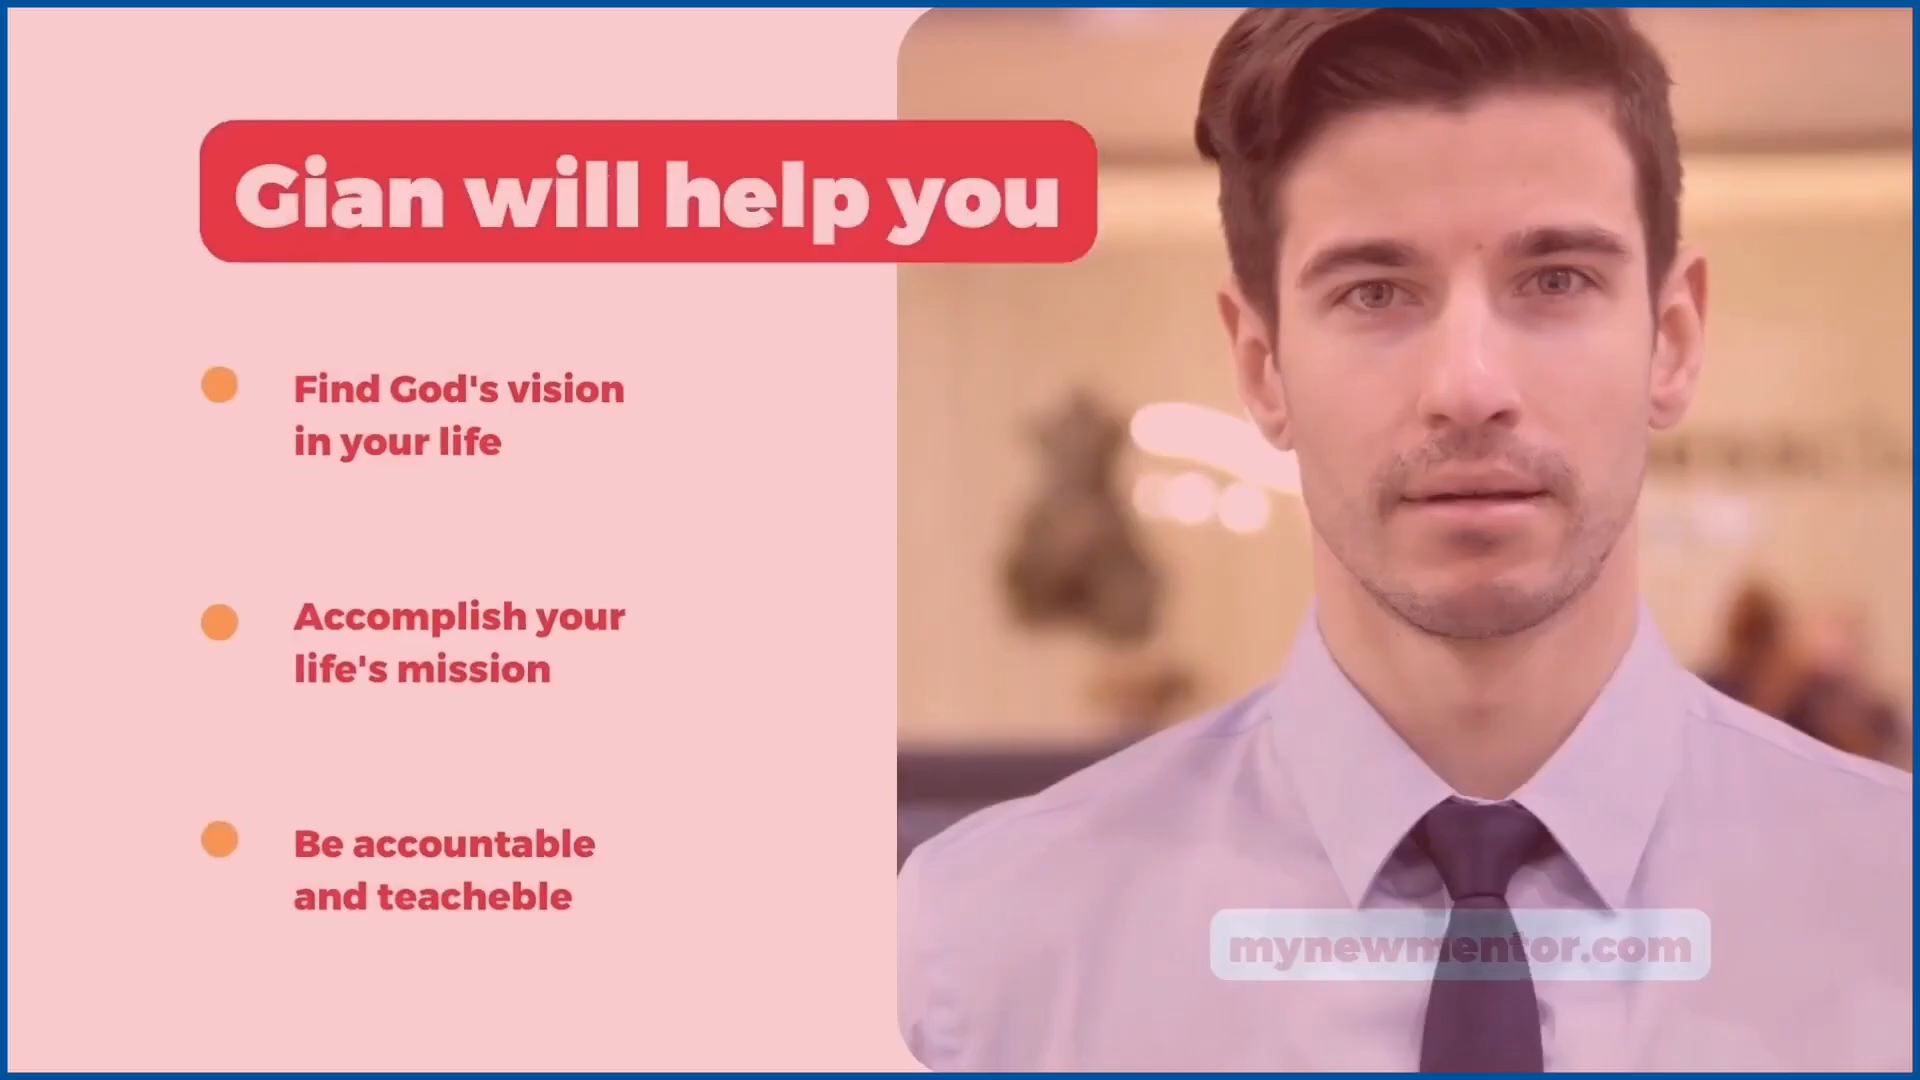 Gian will help you
Find God's vision
in your life
Accomplish your
life's mission
Be accountable
and teacheble
mynewmentor.com